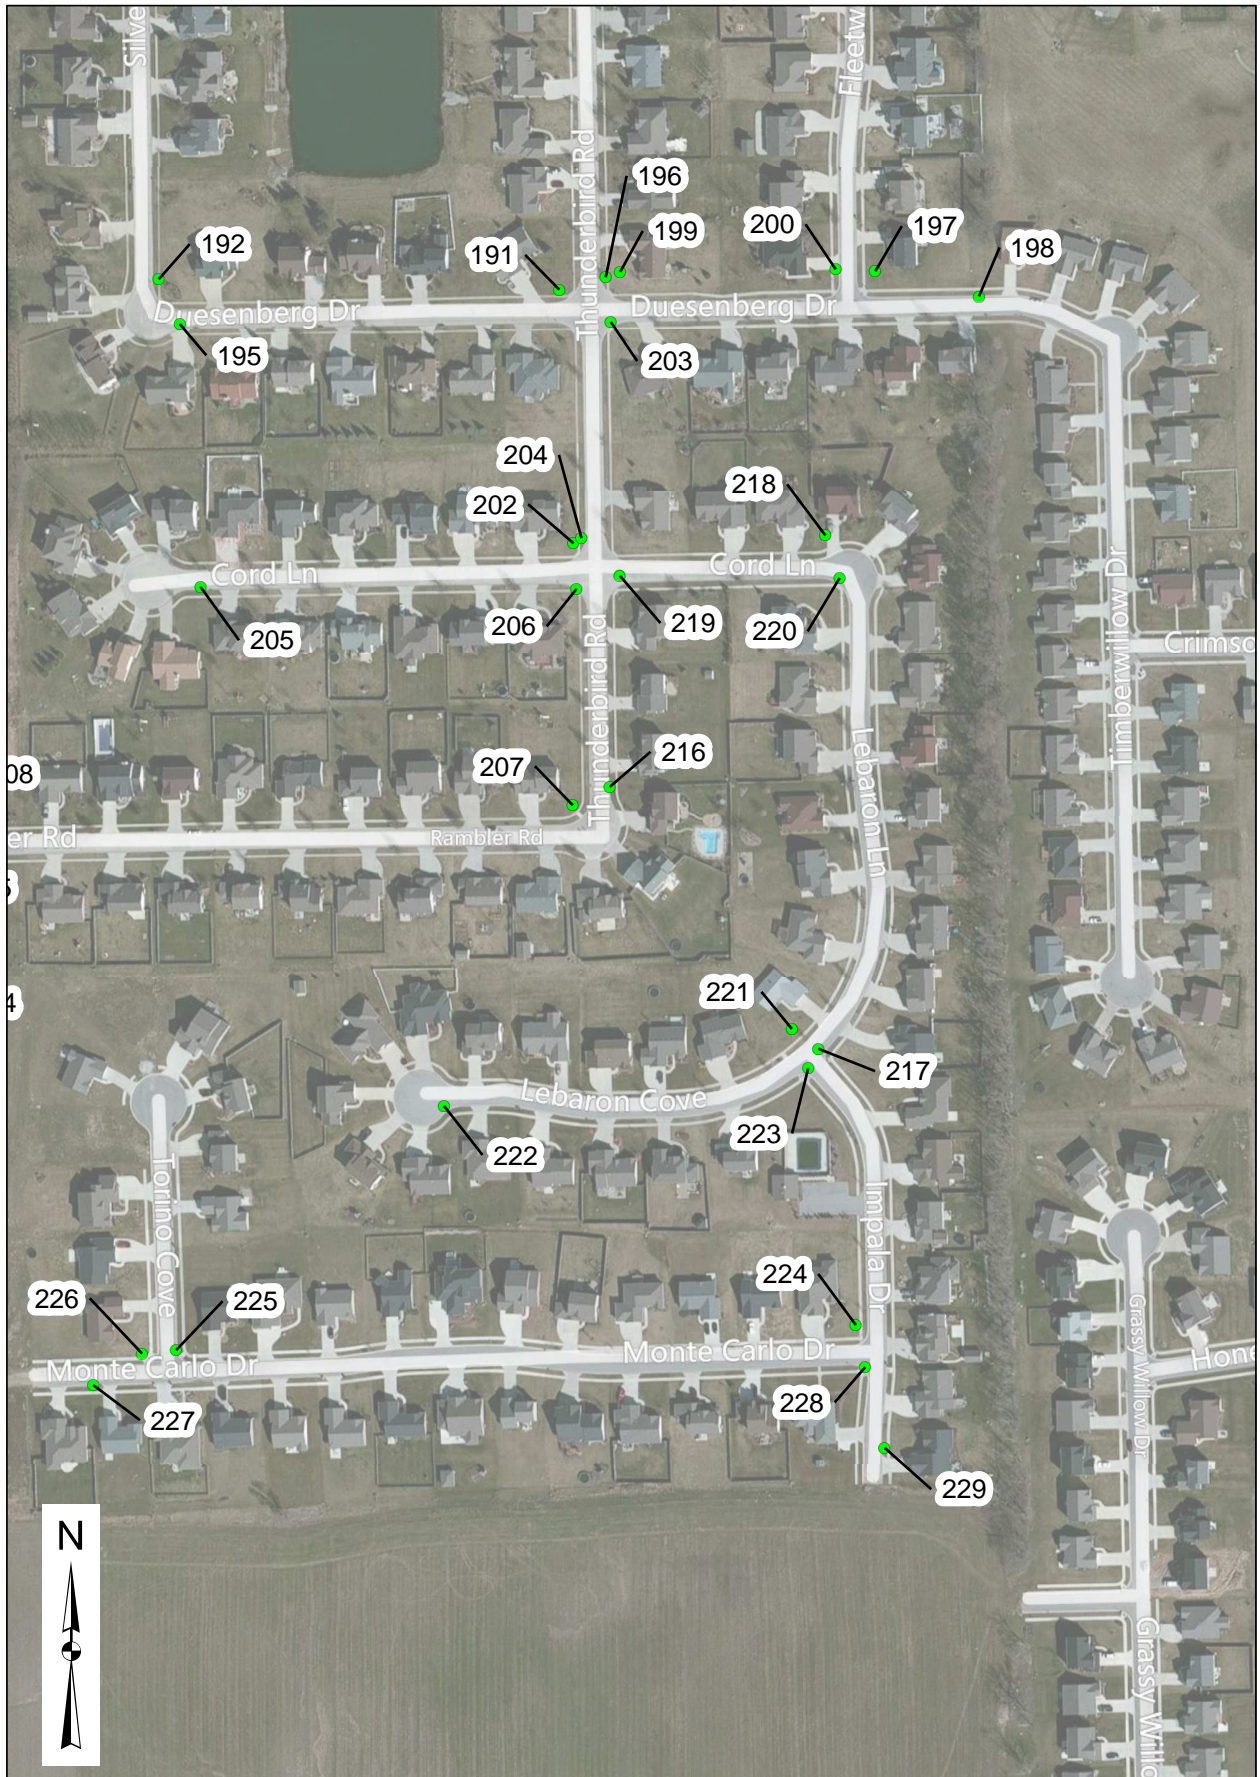 Silve
Fleetw
Thunderbird Rd
196
199
200
197
192
191
198
Duesenberg Dr
Duesenberg Dr
195
203
204
202
218
Cord Ln
Cord Ln
205
206
219
220
Thunderbird Rd
Timberwillow Dr
Crimso
216
207
08
Lebaron Ln
er Rd
Rambler Rd
4
221
217
Lebaron Cove
223
222
Torino Cove
Impala Dr
224
226
225
Monte Carlo Dr
Monte Carlo Dr
Grassy Willow Dr
Hone
228
227
229
N
Grassy Willo